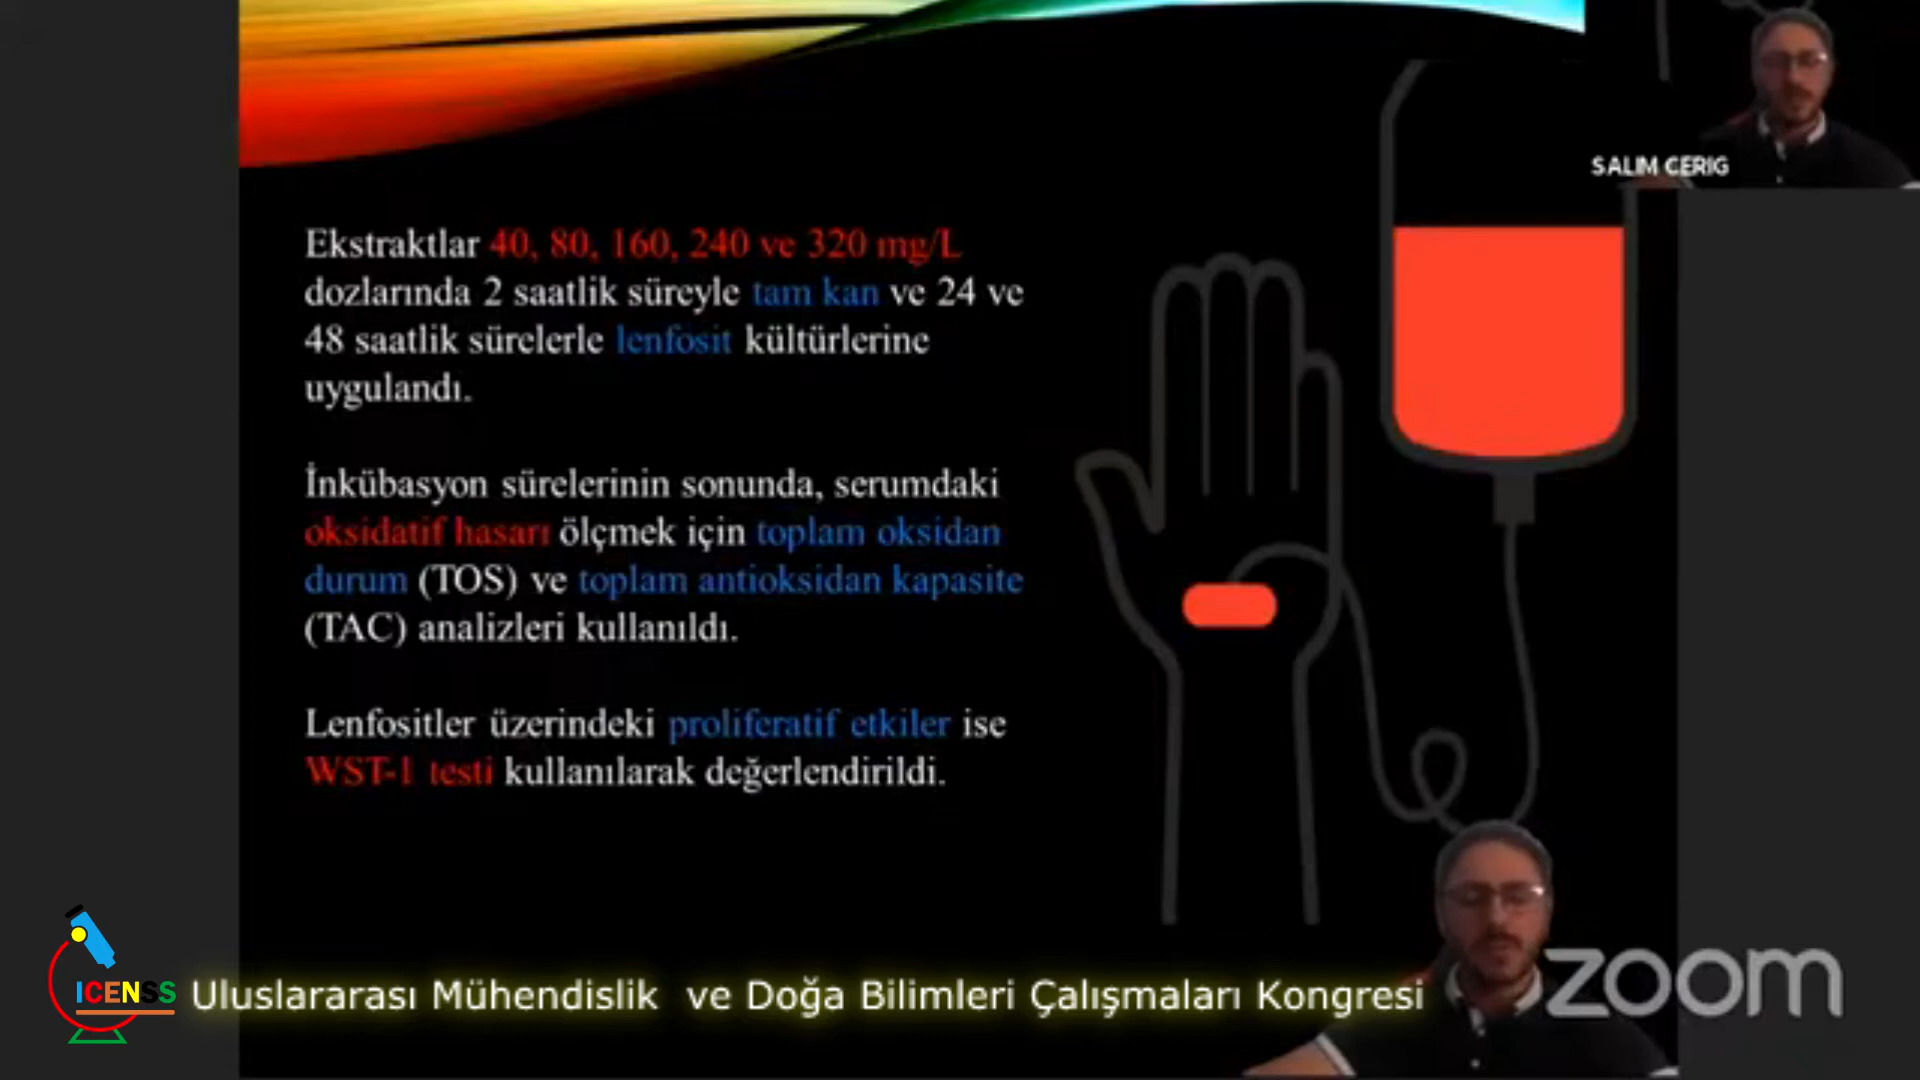 SALIM CERIG
Ekstraktlar 40, 80, 160, 240 ve 320 mg/L
dozlarında 2 saatlik süreyle tam kan ve 24 ve
48 saatlik sürelerle lenfosit kültürlerine
uygulandı.
İnkübasyon sürelerinin sonunda, serumdaki
oksidatif hasarı ölçmek için toplam oksidan
durum (TOS) ve toplam antioksidan kapasite
(TAC) analizleri kullanıldı.
Lenfositler üzerindeki proliferatif etkiler ise
WST-1 testi kullanılarak değerlendirildi.
ICENSS Uluslararası Mühendislik ve Doğa Bilimleri Çalışmaları Kongresi
zoom